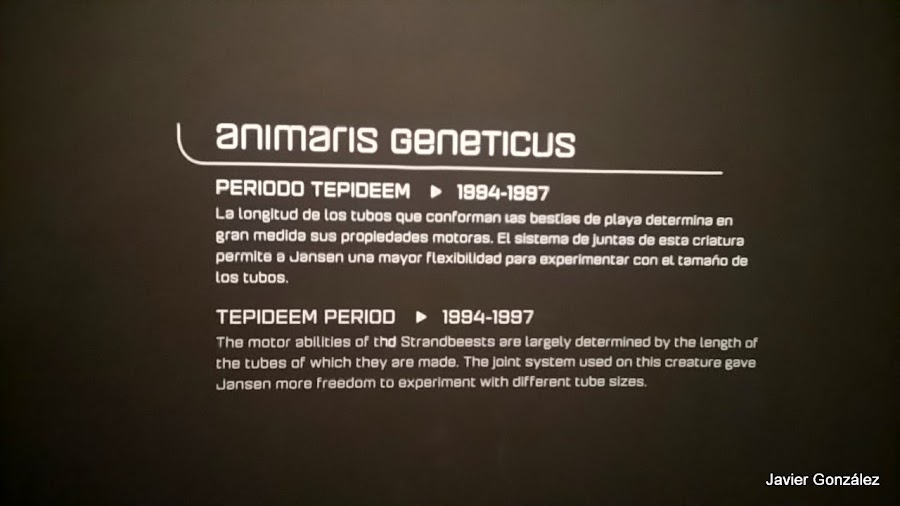 animaris Geneticus
PERIODO TEPIDEEM ▶ 1994-1997
La longitud de los tubos que conforman las bestias de playa determina en
gran medida sus propiedades motoras. El sistema de juntas de esta criatura
permite a Jansen una mayor flexibilidad para experimentar con el tamaño de
los tubos.
TEPIDEEM PERIOD ▶ 1994-1997
The motor abilities of thd Strandbeests are largely determined by the length of
the tubes of which they are made. The joint system used on this creature gave
Jansen more freedom to experiment with different tube sizes.
Javier González